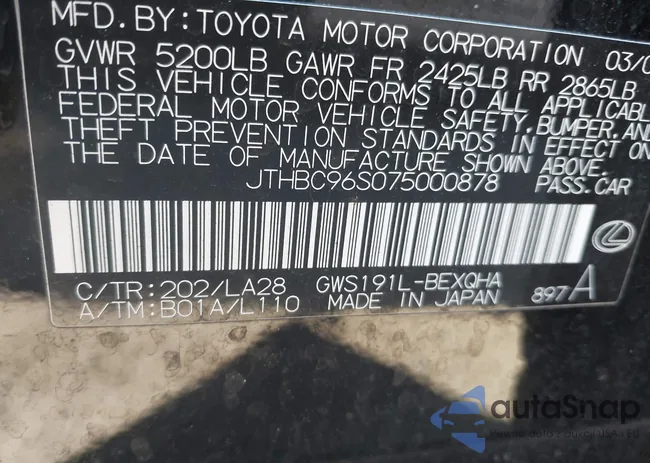 MFD.BY:TOYOTA MOTOR CORPORATION 03/0
GVWR 5200LB GAWR FR 2425LB RR 2865LB
THIS VEHICLE CONFORMS TO ALL APPLICABL
FEDERAL MOTOR VEHICLE SAFETY,BUMPER,AND
THEFT PREVENTION STANDARDS IN EFFECT ON
THE DATE OF MANUFACTURE SHOWN ABOVE.
JTHBC96S075000878 PASS.CAR
C/TR:202/LA28 GWS191L-BEXQHA
A/TM:B01A/L110 MADE IN JAPAN 897A
autoSnap